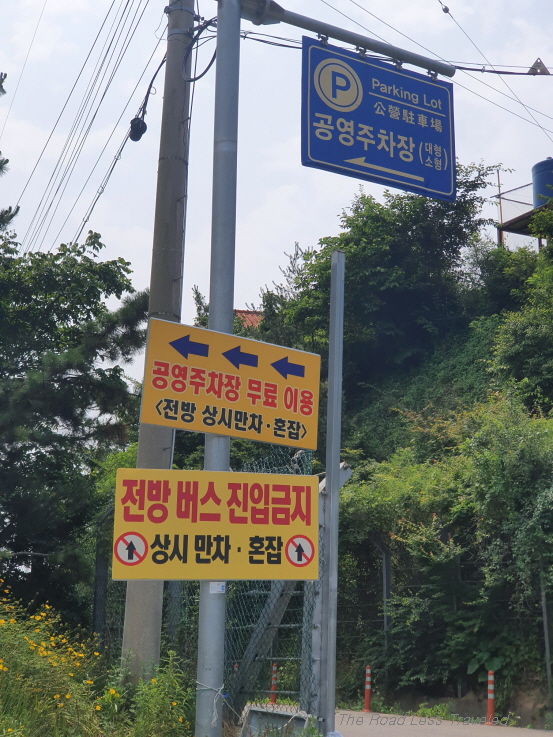 P
Parking Lot
公營駐車場
공영주차장 (대형
소형)
공영주차장 무료 이용
<전방 상시만차·혼잡>
전방 버스 진입금지
상시 만차·혼잡
The Road Less Traveled